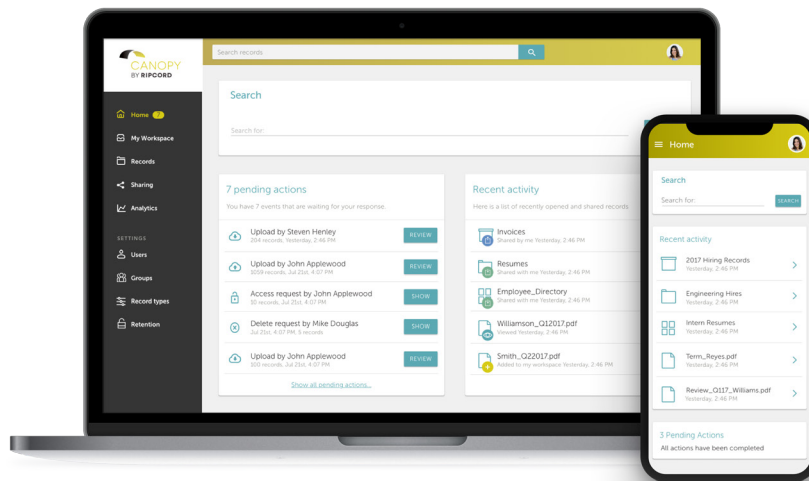 CANOPY
BY RIPCORD
Search records
Home 7
My Workspace
Records
Sharing
Analytics
SETTINGS
Users
Groups
Record types
Retention
Search
Search for:
7 pending actions
You have 7 events that are waiting for your response.
Upload by Steven Henley
204 records, Yesterday, 2:46 PM
REVIEW
Upload by John Applewood
1059 records, Jul 21st, 4:07 PM
REVIEW
Access request by John Applewood
10 records, Jul 21st, 4:07 PM
SHOW
Delete request by Mike Douglas
Jul 21st, 4:07 PM, 3 records
SHOW
Upload by John Applewood
100 records, Jul 21st, 4:07 PM
REVIEW
Show all pending actions...
Recent activity
Here is a list of recently opened and shared records
Invoices
Shared by me Yesterday, 2:46 PM
Resumes
Shared with me Yesterday, 2:46 PM
Employee_Directory
Shared with me Yesterday, 2:46 PM
Williamson_Q12017.pdf
Viewed Yesterday, 2:46 PM
Smith_Q22017.pdf
Added to my workspace Yesterday, 2:46 PM
Home
Search
Search for:
SEARCH
Recent activity
2017 Hiring Records
Yesterday, 2:46 PM
Engineering Hires
Yesterday, 2:46 PM
Intern Resumes
Yesterday, 2:46 PM
Term_Reyes.pdf
Yesterday, 2:46 PM
Review_Q117_Williams.pdf
Yesterday, 2:46 PM
3 Pending Actions
All actions have been completed